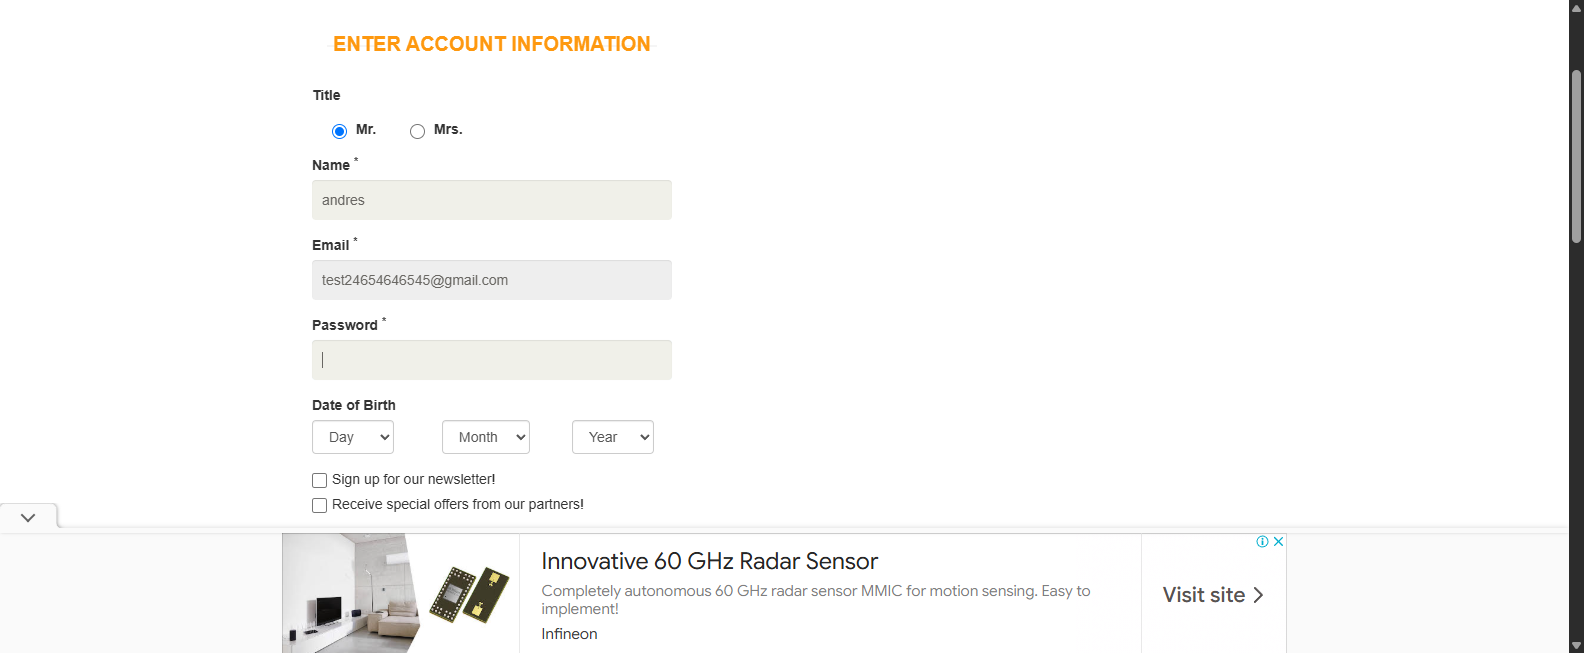 ENTER ACCOUNT INFORMATION
Title
Mr. Mrs.
Name *
andres
Email *
test24654646545@gmail.com
Password *
Date of Birth
Day Month Year
Sign up for our newsletter!
Receive special offers from our partners!
Innovative 60 GHz Radar Sensor
Completely autonomous 60 GHz radar sensor MMIC for motion sensing. Easy to
implement!
Infineon
Visit site